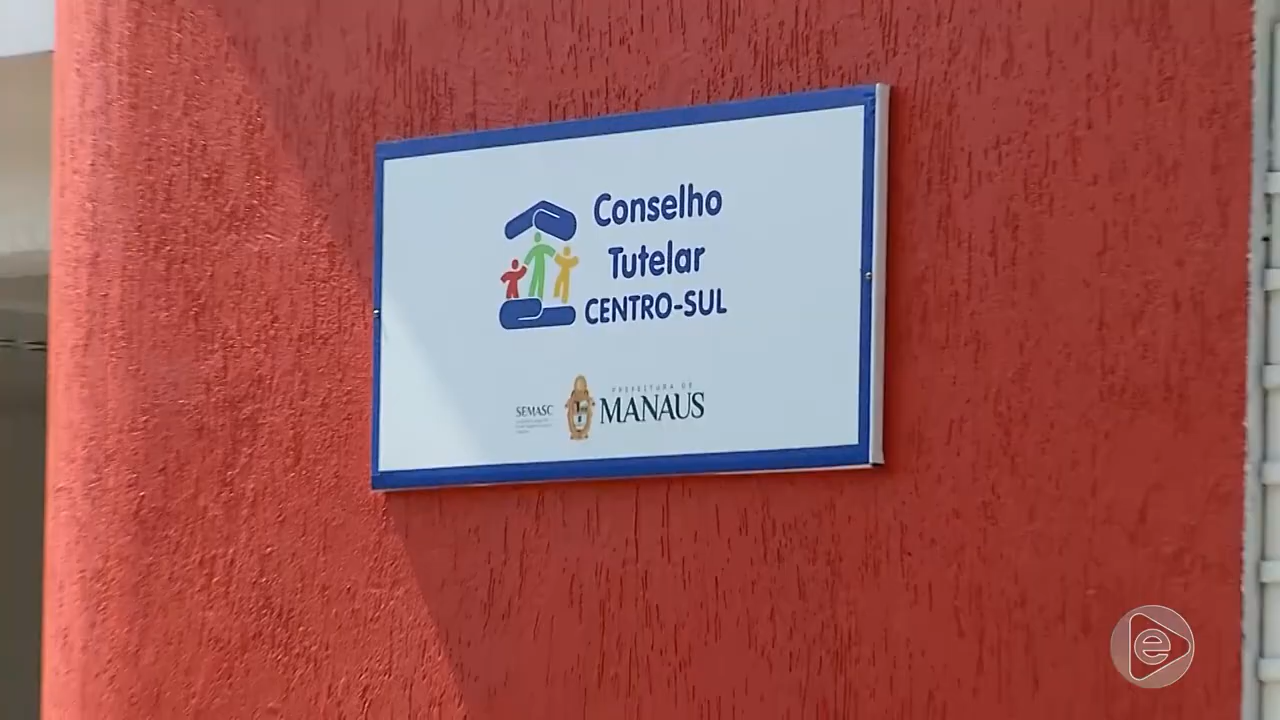 Conselho
Tutelar
CENTRO-SUL
SEMASC
PREFEITURA DE
MANAUS
e